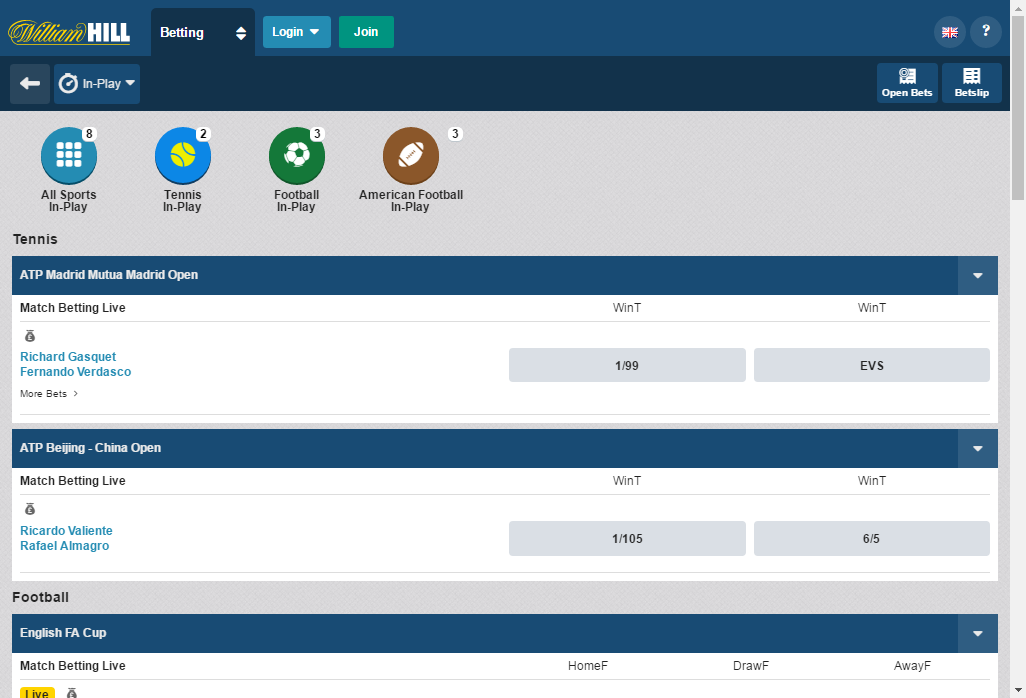 William HILL
Betting
Login
Join
?
In-Play
Open Bets
Betslip
8
2
3
3
All Sports
In-Play
Tennis
In-Play
Football
In-Play
American Football
In-Play
Tennis
ATP Madrid Mutua Madrid Open
Match Betting Live WinT WinT
£
Richard Gasquet
Fernando Verdasco
1/99 EVS
More Bets >
ATP Beijing - China Open
Match Betting Live WinT WinT
£
Ricardo Valiente
Rafael Almagro
1/105 6/5
Football
English FA Cup
Match Betting Live HomeF DrawF AwayF
Live